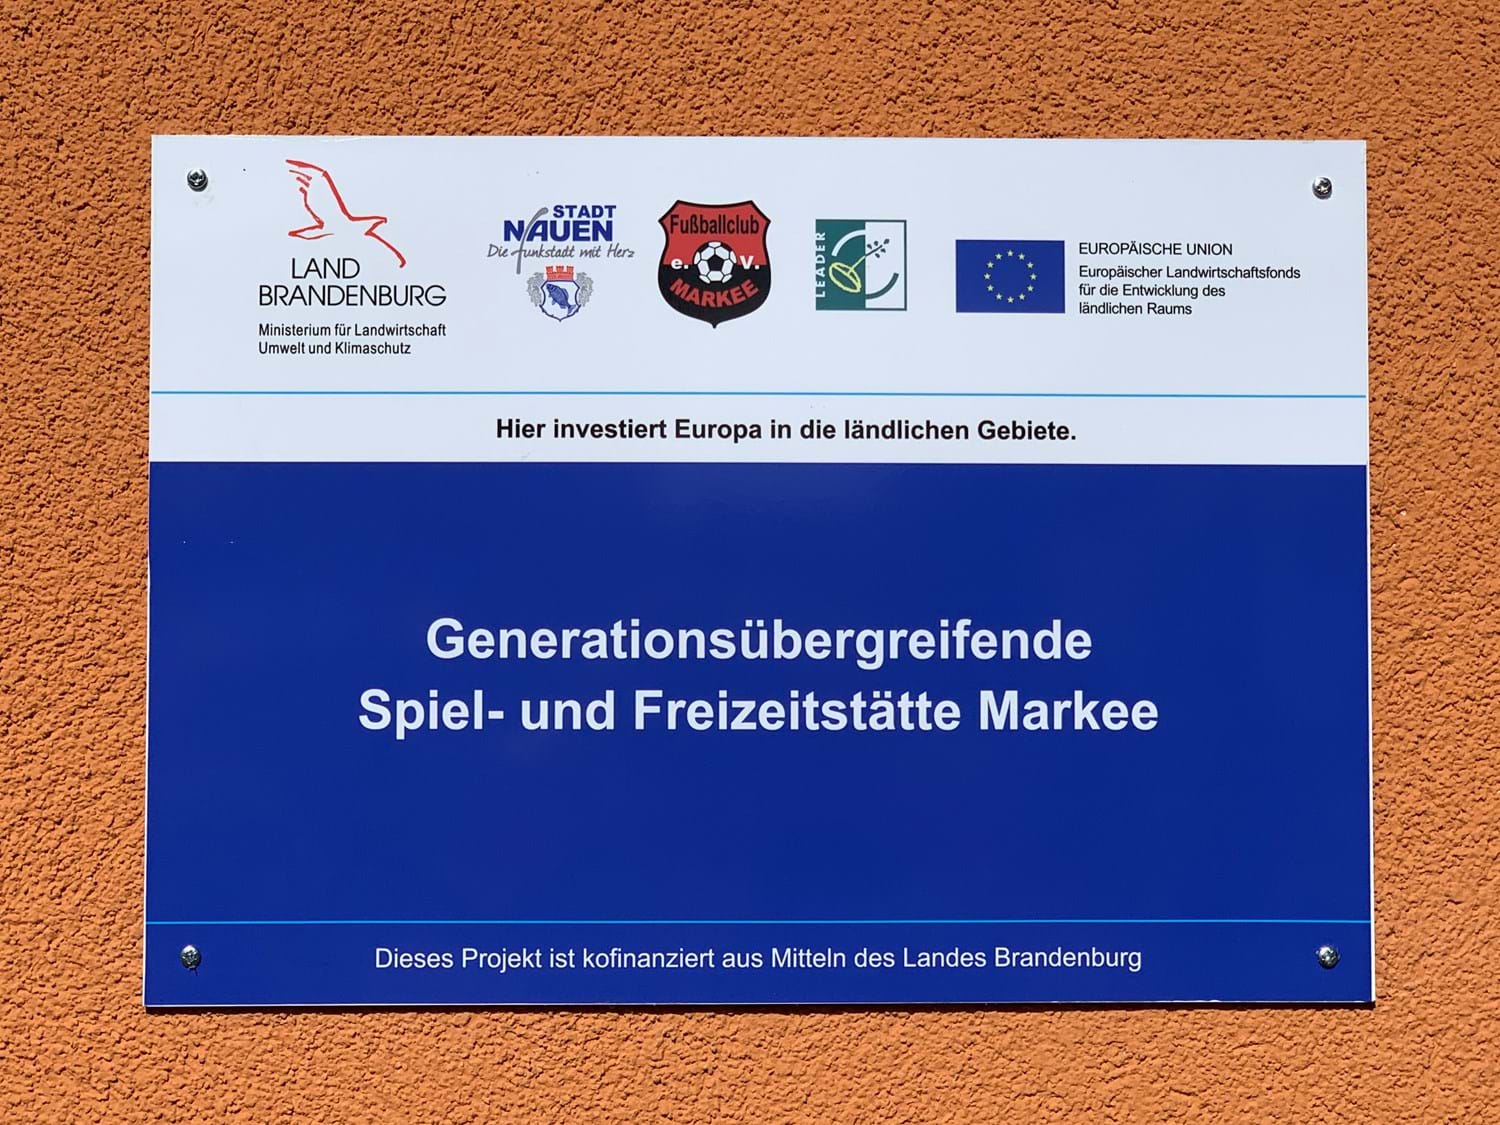 LAND
BRANDENBURG
Ministerium für Landwirtschaft
Umwelt und Klimaschutz
STADT
NAUEN
Die Funkstadt mit Herz
Fußballclub
e. V.
MARKEE
LEADER
EUROPÄISCHE UNION
Europäischer Landwirtschaftsfonds
für die Entwicklung des
ländlichen Raums
Hier investiert Europa in die ländlichen Gebiete.
Generationsübergreifende
Spiel- und Freizeitstätte Markee
Dieses Projekt ist kofinanziert aus Mitteln des Landes Brandenburg